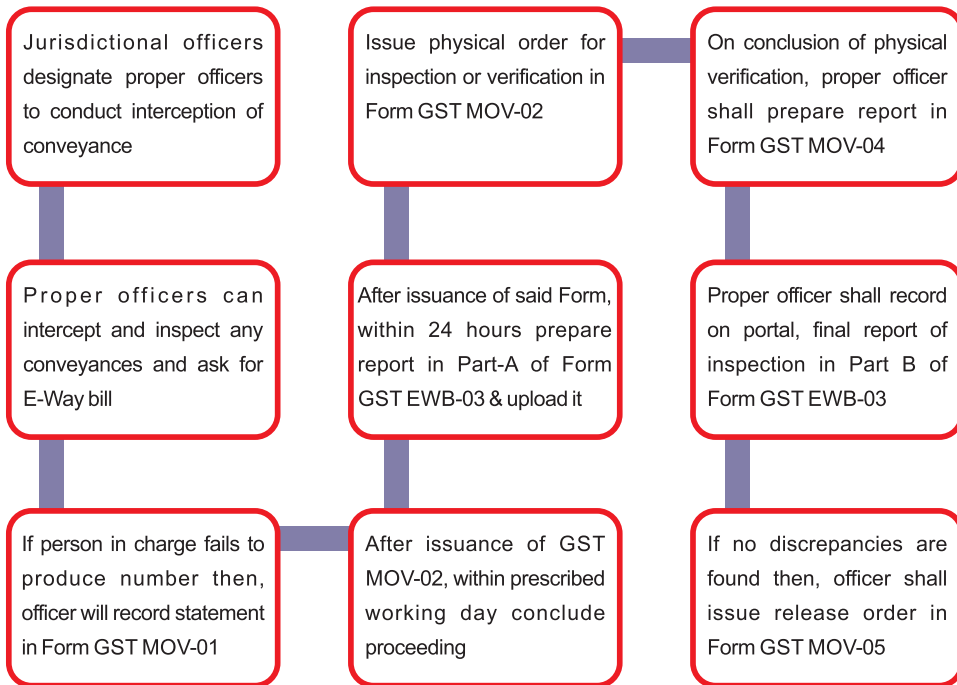 Jurisdictional officers
designate proper officers
to conduct interception of
conveyance
Proper officers can
intercept and inspect any
conveyances and ask for
E-Way bill
If person in charge fails to
produce number then,
officer will record statement
in Form GST MOV-01
After issuance of GST
MOV-02, within prescribed
working day conclude
proceeding
After issuance of said Form,
within 24 hours prepare
report in Part-A of Form
GST EWB-03 & upload it
Issue physical order for
inspection or verification in
Form GST MOV-02
On conclusion of physical
verification, proper officer
shall prepare report in
Form GST MOV-04
Proper officer shall record
on portal, final report of
inspection in Part B of
Form GST EWB-03
If no discrepancies are
found then, officer shall
issue release order in
Form GST MOV-05